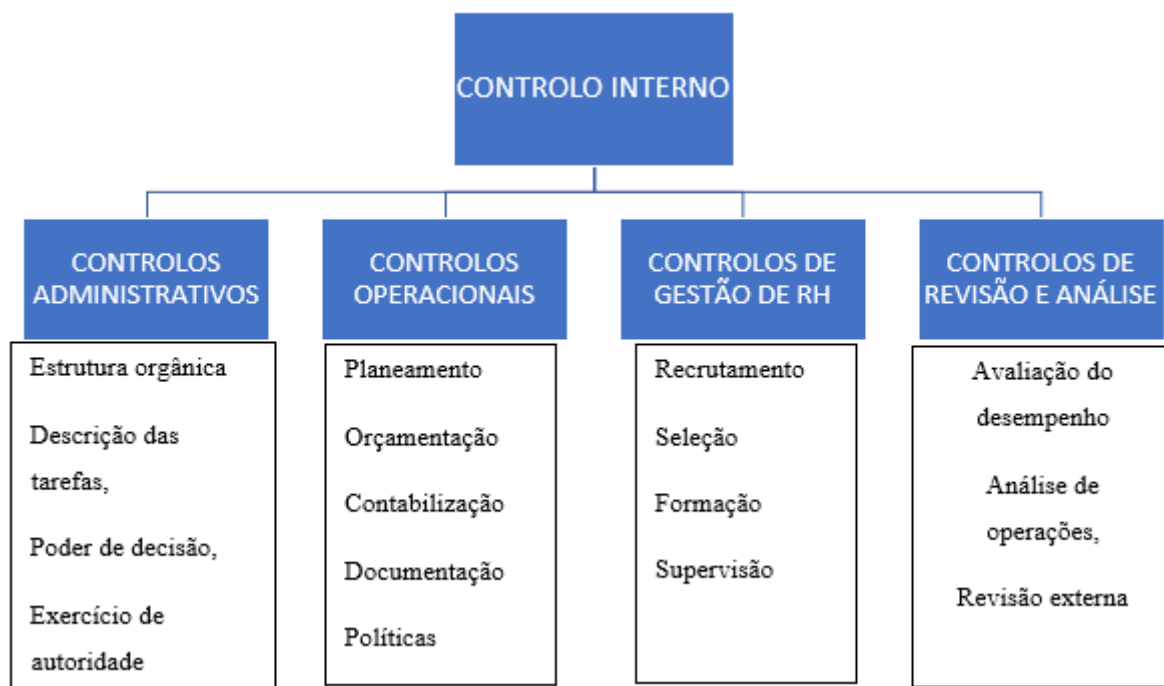 CONTROLO INTERNO
CONTROLOS
ADMINISTRATIVOS
Estrutura orgânica
Descrição das
tarefas,
Poder de decisão,
Exercício de
autoridade
CONTROLOS
OPERACIONAIS
Planeamento
Orçamentação
Contabilização
Documentação
Políticas
CONTROLOS DE
GESTÃO DE RH
Recrutamento
Seleção
Formação
Supervisão
CONTROLOS DE
REVISÃO E ANÁLISE
Avaliação do
desempenho
Análise de
operações,
Revisão externa